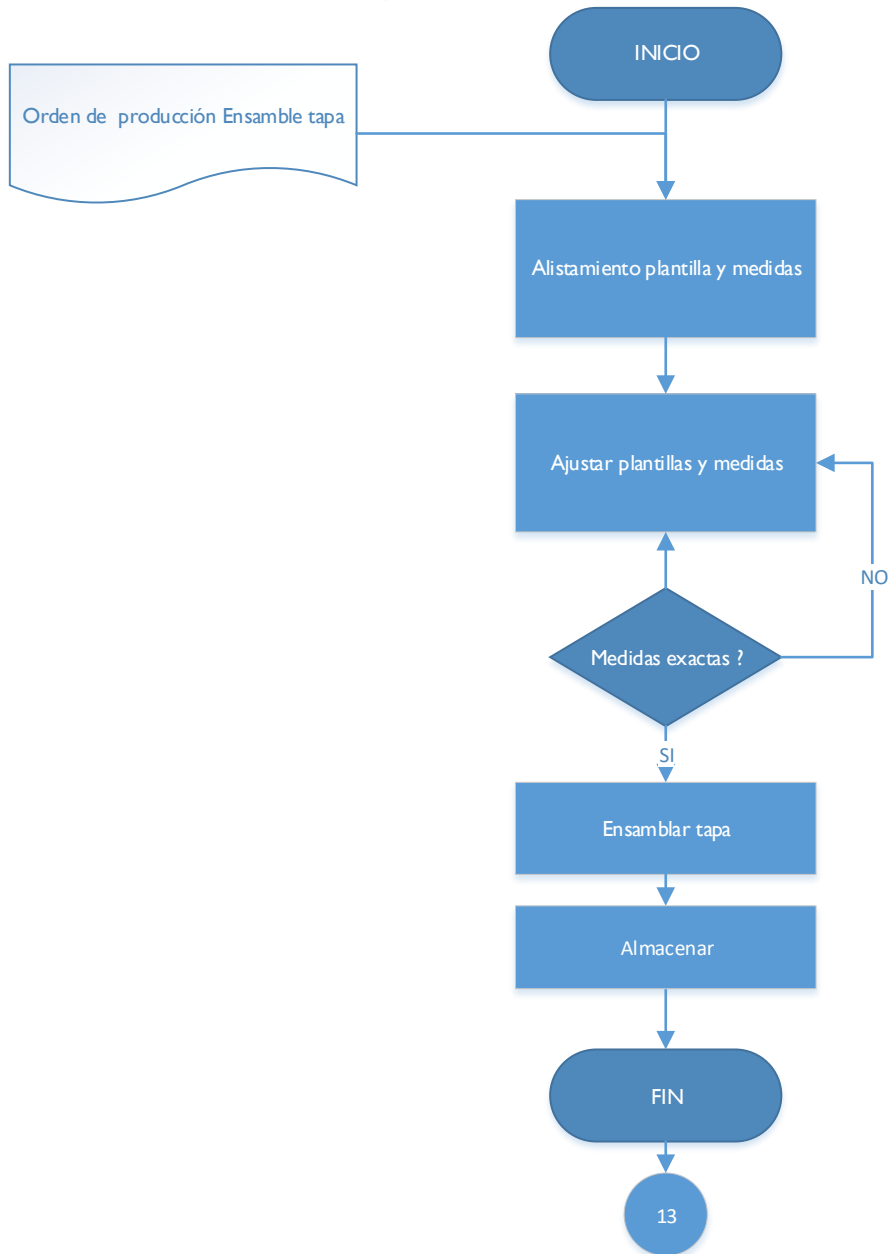 INICIO
Orden de producción Ensamble tapa
Alistamiento plantilla y medidas
Ajustar plantillas y medidas
NO
Medidas exactas ?
SI
Ensamblar tapa
Almacenar
FIN
13